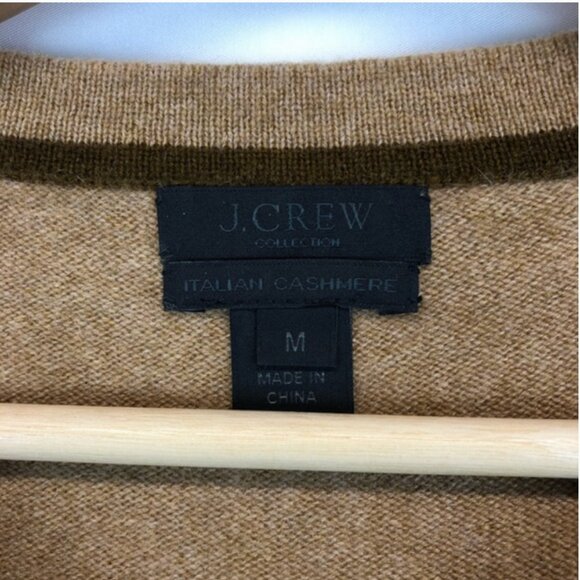 J.CREW
COLLECTION
ITALIAN CASHMERE
M
MADE IN
CHINA